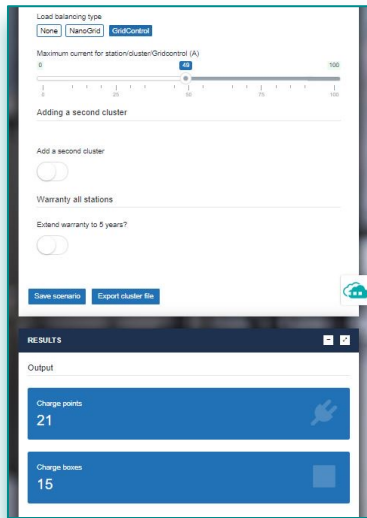 Load balancing type
None NanoGrid GridControl
Maximum current for station/cluster/Gridcontrol (A)
0 49 100
0 25 50 75 100
Adding a second cluster
Add a second cluster
Warranty all stations
Extend warranty to 5 years?
Save scenario Export cluster file
RESULTS
Output
Charge points
21
Charge boxes
15